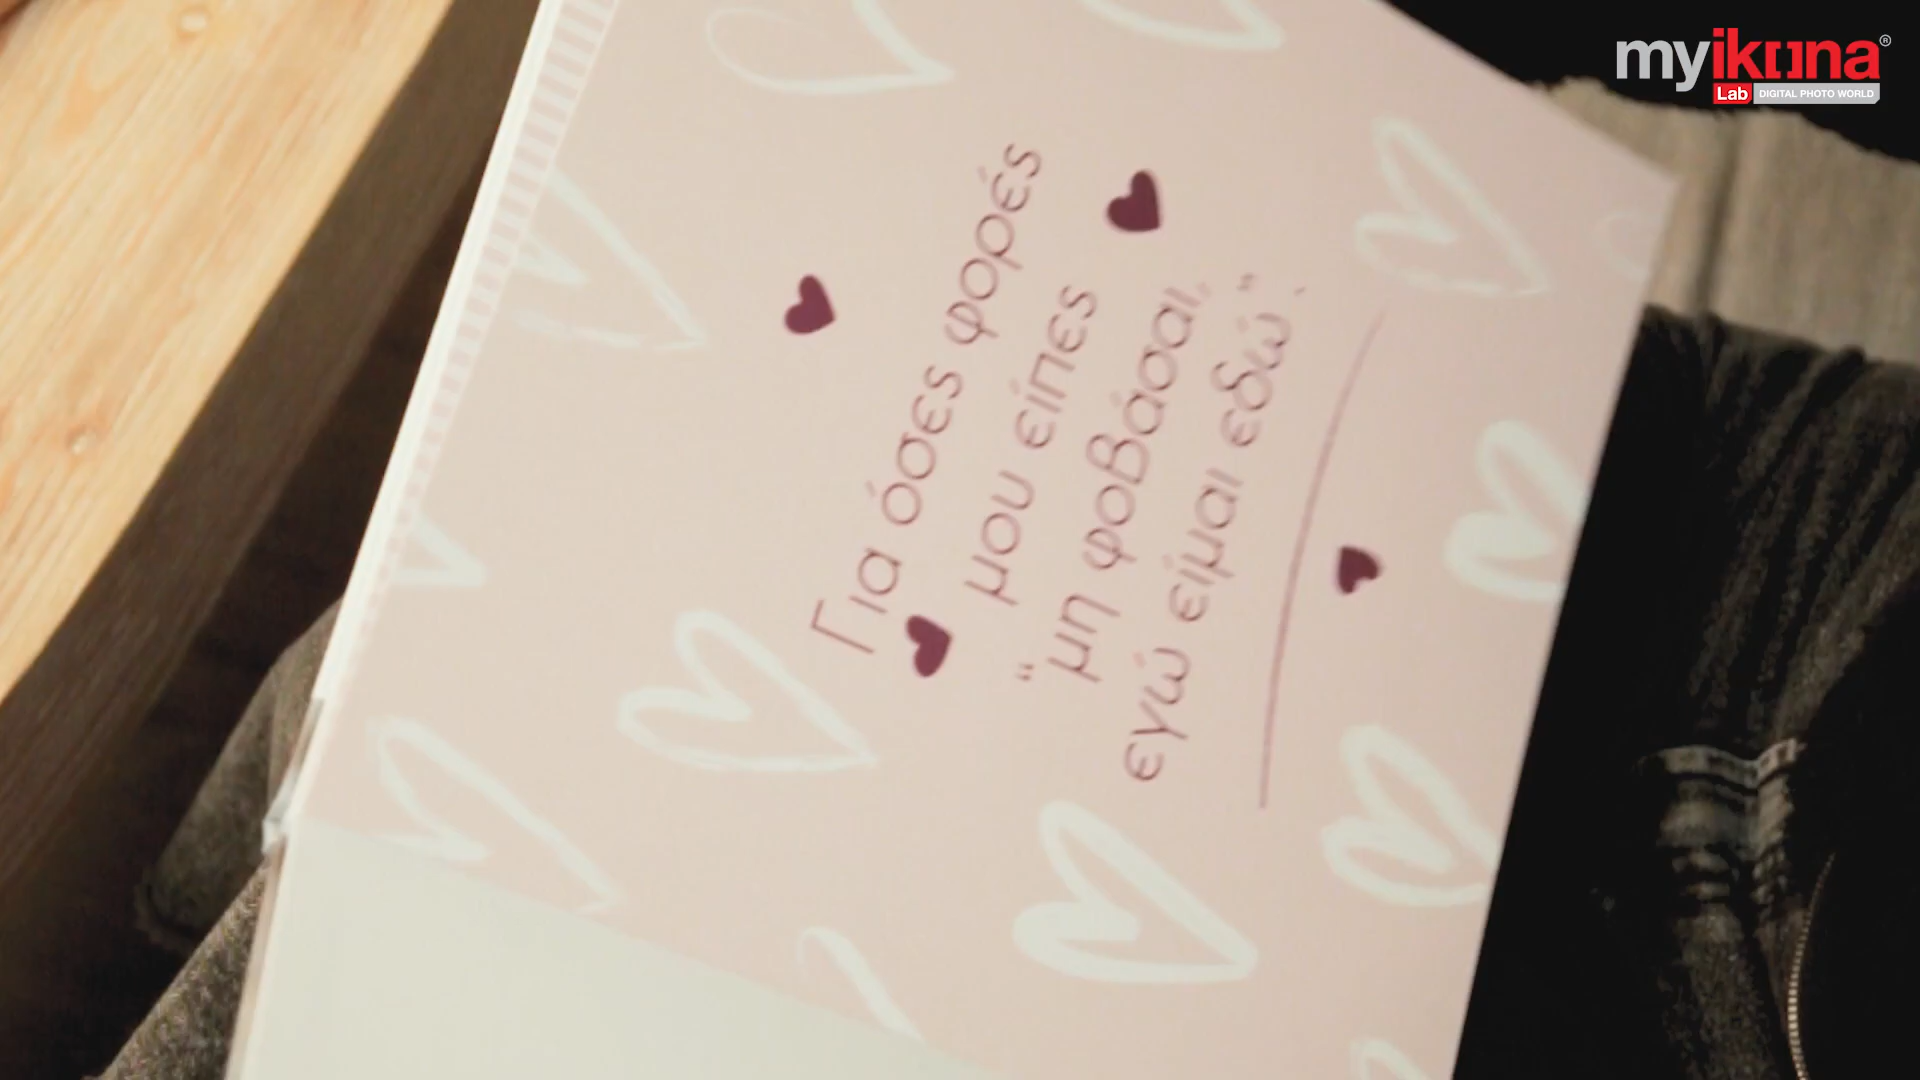 Για όσες φορές
μου είπες
“μη φοβάσαι,
εγώ είμαι εδώ”.
myikona®
Lab DIGITAL PHOTO WORLD